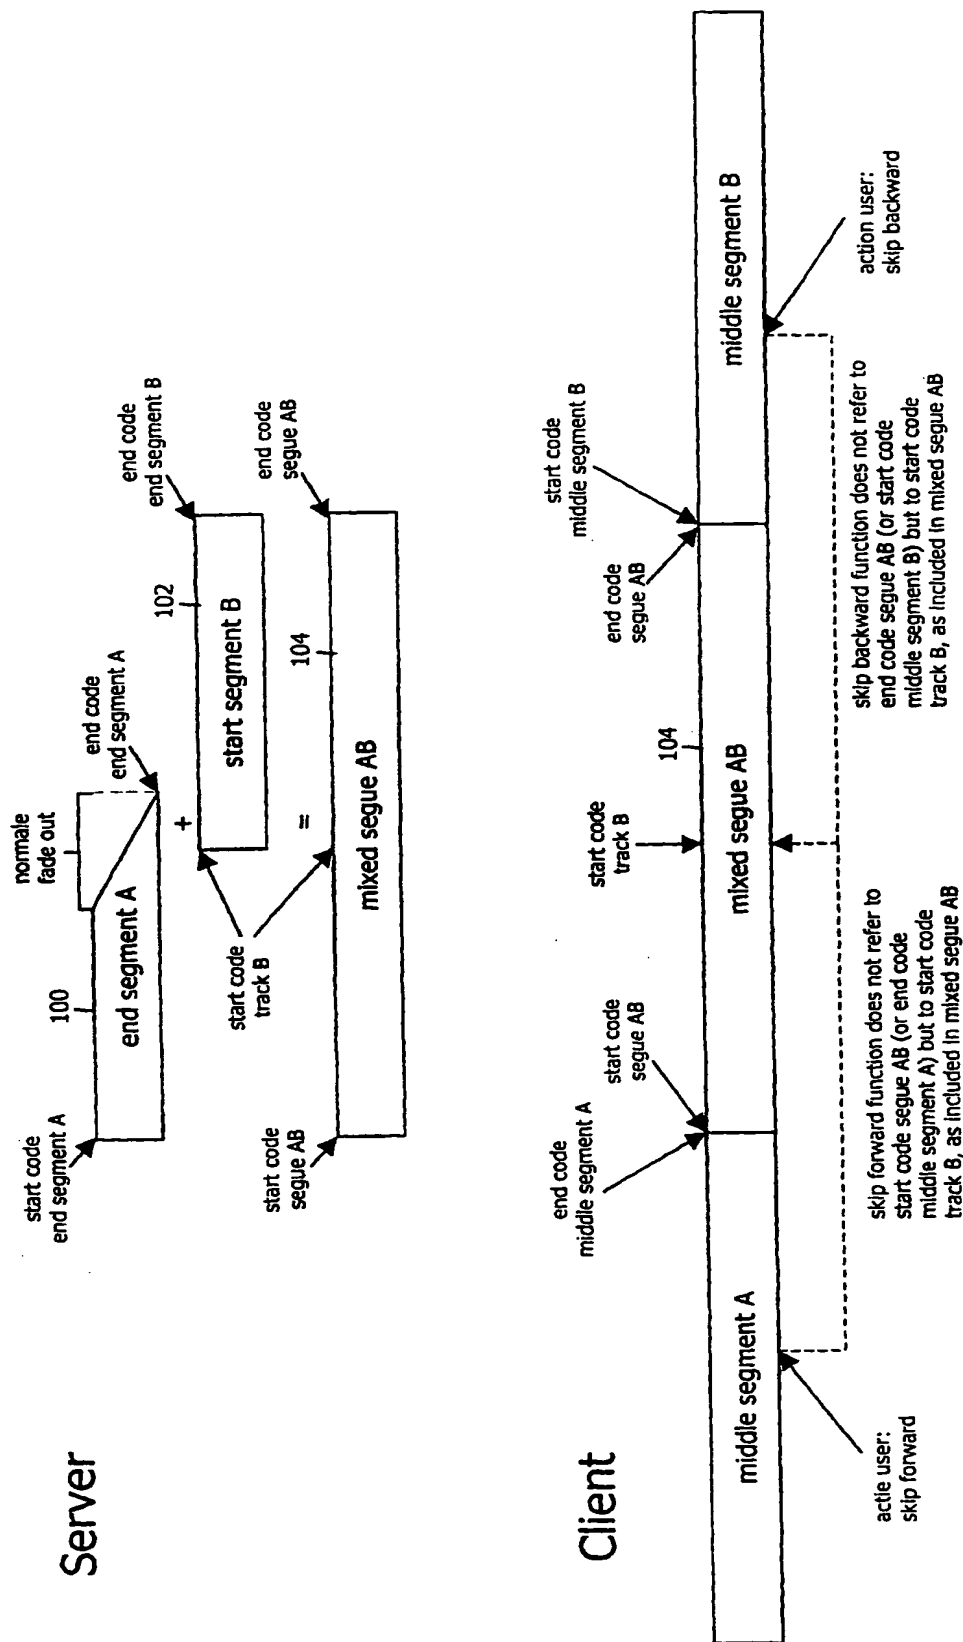 Server
start code
end segment A
100
end segment A
normale
fade out
end code
end segment A
+
start code
track B
start segment B
102
end code
end segment B
=
start code
segue AB
mixed segue AB
104
end code
segue AB
Client
middle segment A
end code
middle segment A
start code
segue AB
start code
track B
104
mixed segue AB
end code
segue AB
start code
middle segment B
middle segment B
actie user:
skip forward
skip forward function does not refer to
start code segue AB (or end code
middle segment A) but to start code
track B, as included in mixed segue AB
skip backward function does not refer to
end code segue AB (or start code
middle segment B) but to start code
track B, as included in mixed segue AB
action user:
skip backward